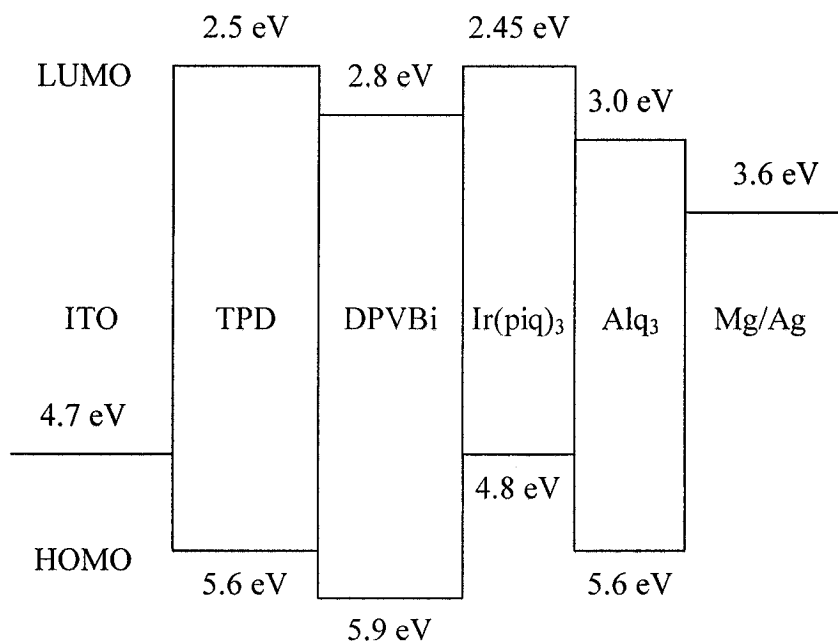 2.5 eV
2.45 eV
LUMO
2.8 eV
3.0 eV
3.6 eV
ITO
TPD
DPVBi
Ir(piq)₃
Alq₃
Mg/Ag
4.7 eV
4.8 eV
HOMO
5.6 eV
5.6 eV
5.9 eV